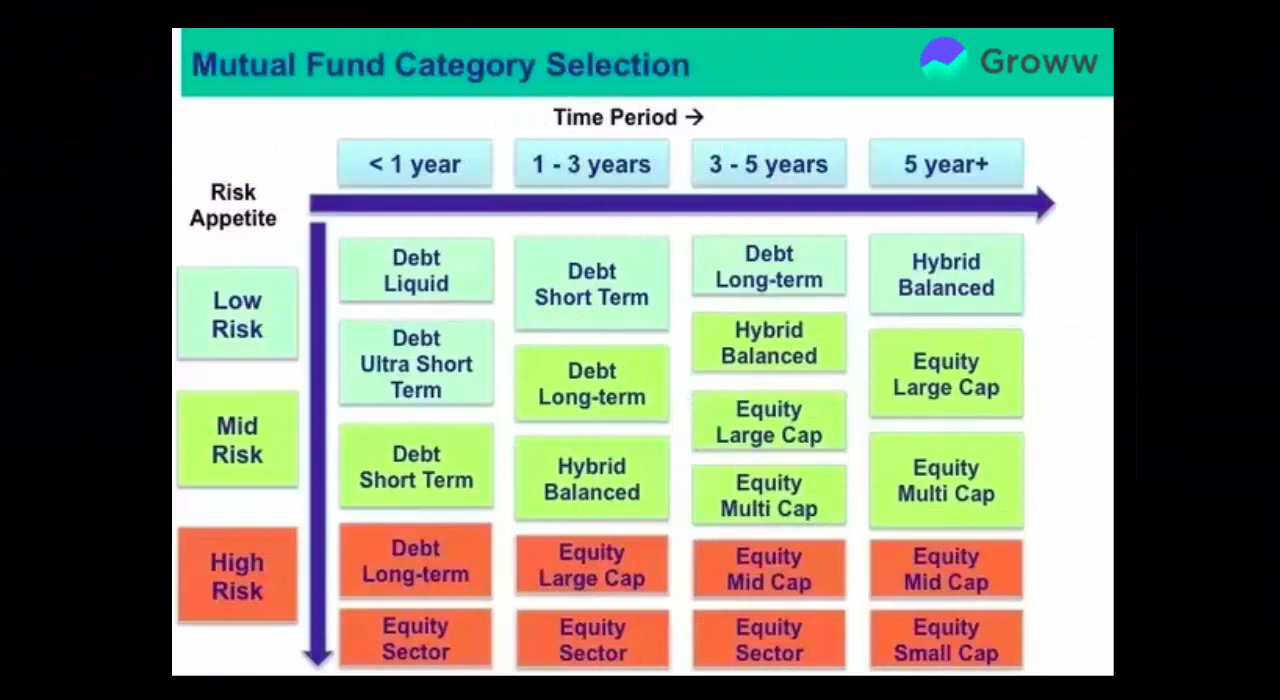 Mutual Fund Category Selection
Groww
Time Period →
< 1 year
1 - 3 years
3 - 5 years
5 year+
Risk
Appetite
Low
Risk
Mid
Risk
High
Risk
Debt
Liquid
Debt
Ultra Short
Term
Debt
Short Term
Debt
Long-term
Equity
Sector
Debt
Short Term
Debt
Long-term
Hybrid
Balanced
Equity
Large Cap
Equity
Sector
Debt
Long-term
Hybrid
Balanced
Equity
Large Cap
Equity
Multi Cap
Equity
Mid Cap
Equity
Sector
Hybrid
Balanced
Equity
Large Cap
Equity
Multi Cap
Equity
Mid Cap
Equity
Small Cap